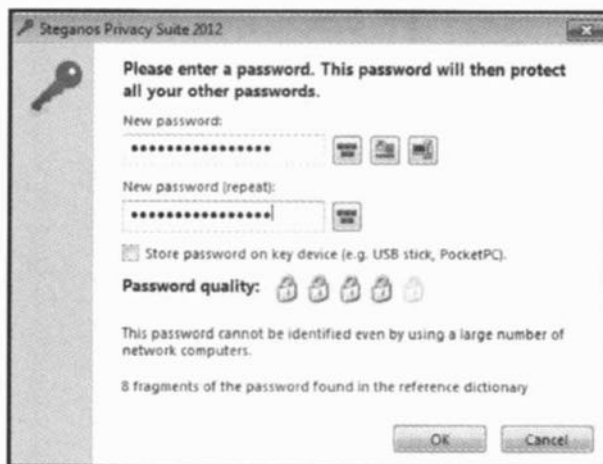 Steganos Privacy Suite 2012
Please enter a password. This password will then protect
all your other passwords.
New password:
••••••••••••••••
New password (repeat):
••••••••••••••••
Store password on key device (e.g. USB stick, PocketPC).
Password quality:
This password cannot be identified even by using a large number of
network computers.
8 fragments of the password found in the reference dictionary
OK Cancel